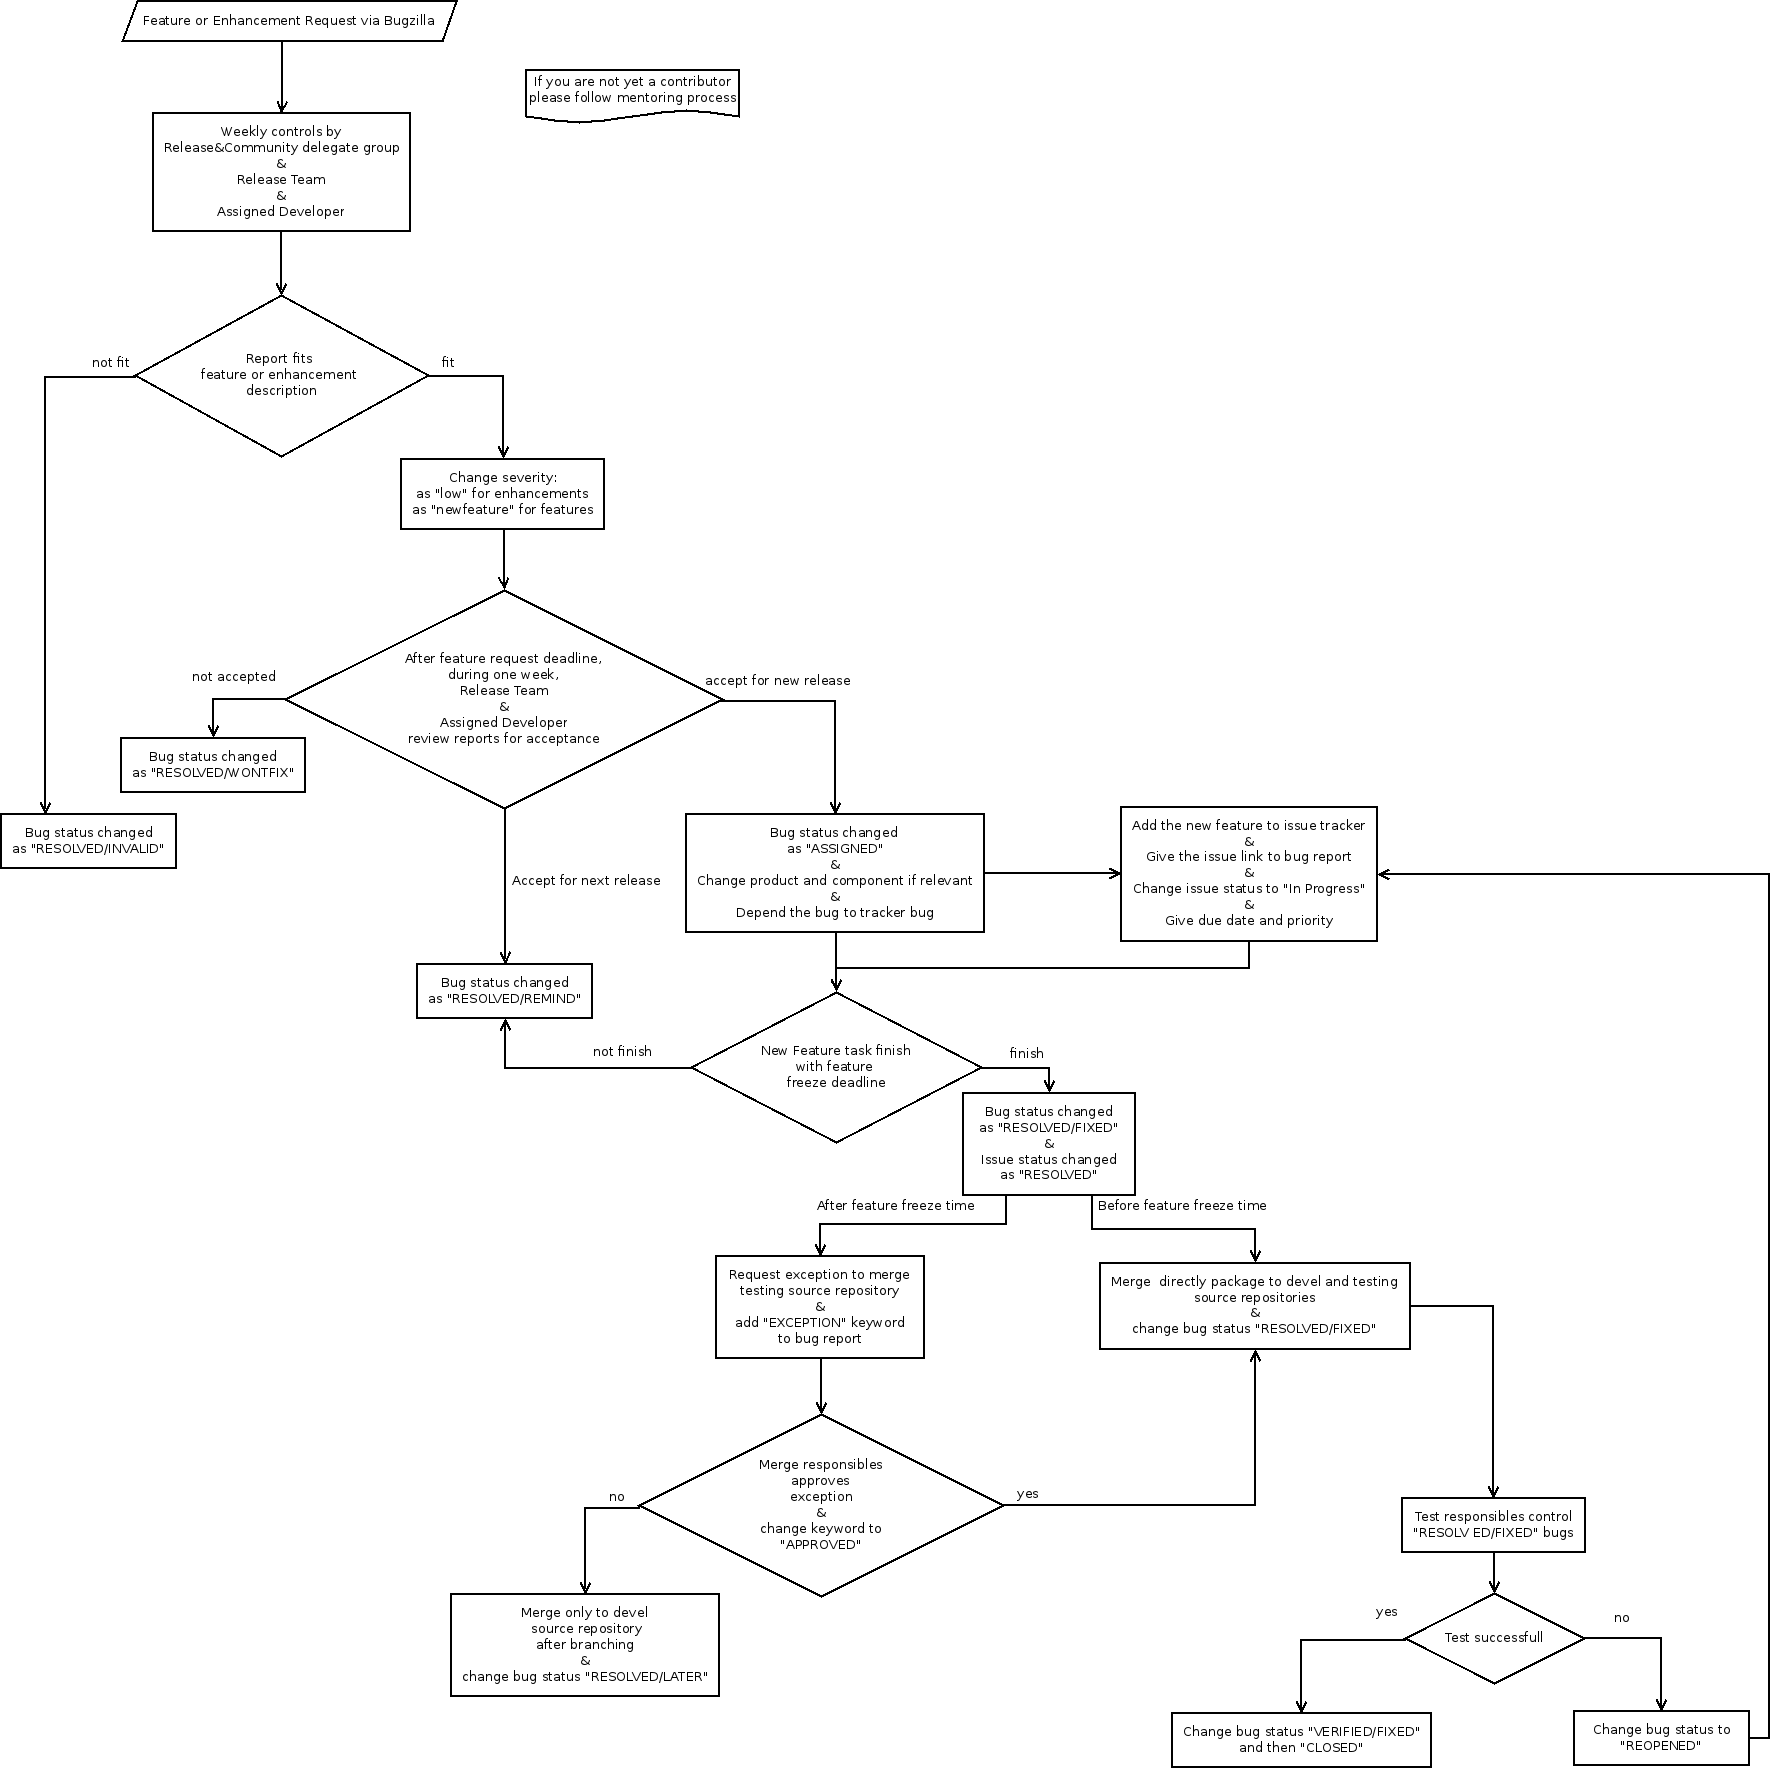 Feature or Enhancement Request via Bugzilla
If you are not yet a contributor
please follow mentoring process
Weekly controls by
Release&Community delegate group
&
Release Team
&
Assigned Developer
not fit
fit
Report fits
feature or enhancement
description
Change severity:
as "low" for enhancements
as "newfeature" for features
not accepted
accept for new release
After feature request deadline,
during one week,
Release Team
&
Assigned Developer
review reports for acceptance
Bug status changed
as "RESOLVED/WONTFIX"
Bug status changed
as "RESOLVED/INVALID"
Accept for next release
Bug status changed
as "ASSIGNED"
&
Change product and component if relevant
&
Depend the bug to tracker bug
Add the new feature to issue tracker
&
Give the issue link to bug report
&
Change issue status to "In Progress"
&
Give due date and priority
Bug status changed
as "RESOLVED/REMIND"
not finish
finish
New Feature task finish
with feature
freeze deadline
Bug status changed
as "RESOLVED/FIXED"
&
Issue status changed
as "RESOLVED"
After feature freeze time
Before feature freeze time
Request exception to merge
testing source repository
&
add "EXCEPTION" keyword
to bug report
Merge  directly package to devel and testing
source repositories
&
change bug status "RESOLVED/FIXED"
Merge responsibles
approves
exception
&
change keyword to
"APPROVED"
no
yes
Merge only to devel
source repository
after branching
&
change bug status "RESOLVED/LATER"
Test responsibles control
"RESOLV ED/FIXED" bugs
yes
no
Test successfull
Change bug status "VERIFIED/FIXED"
and then "CLOSED"
Change bug status to
"REOPENED"